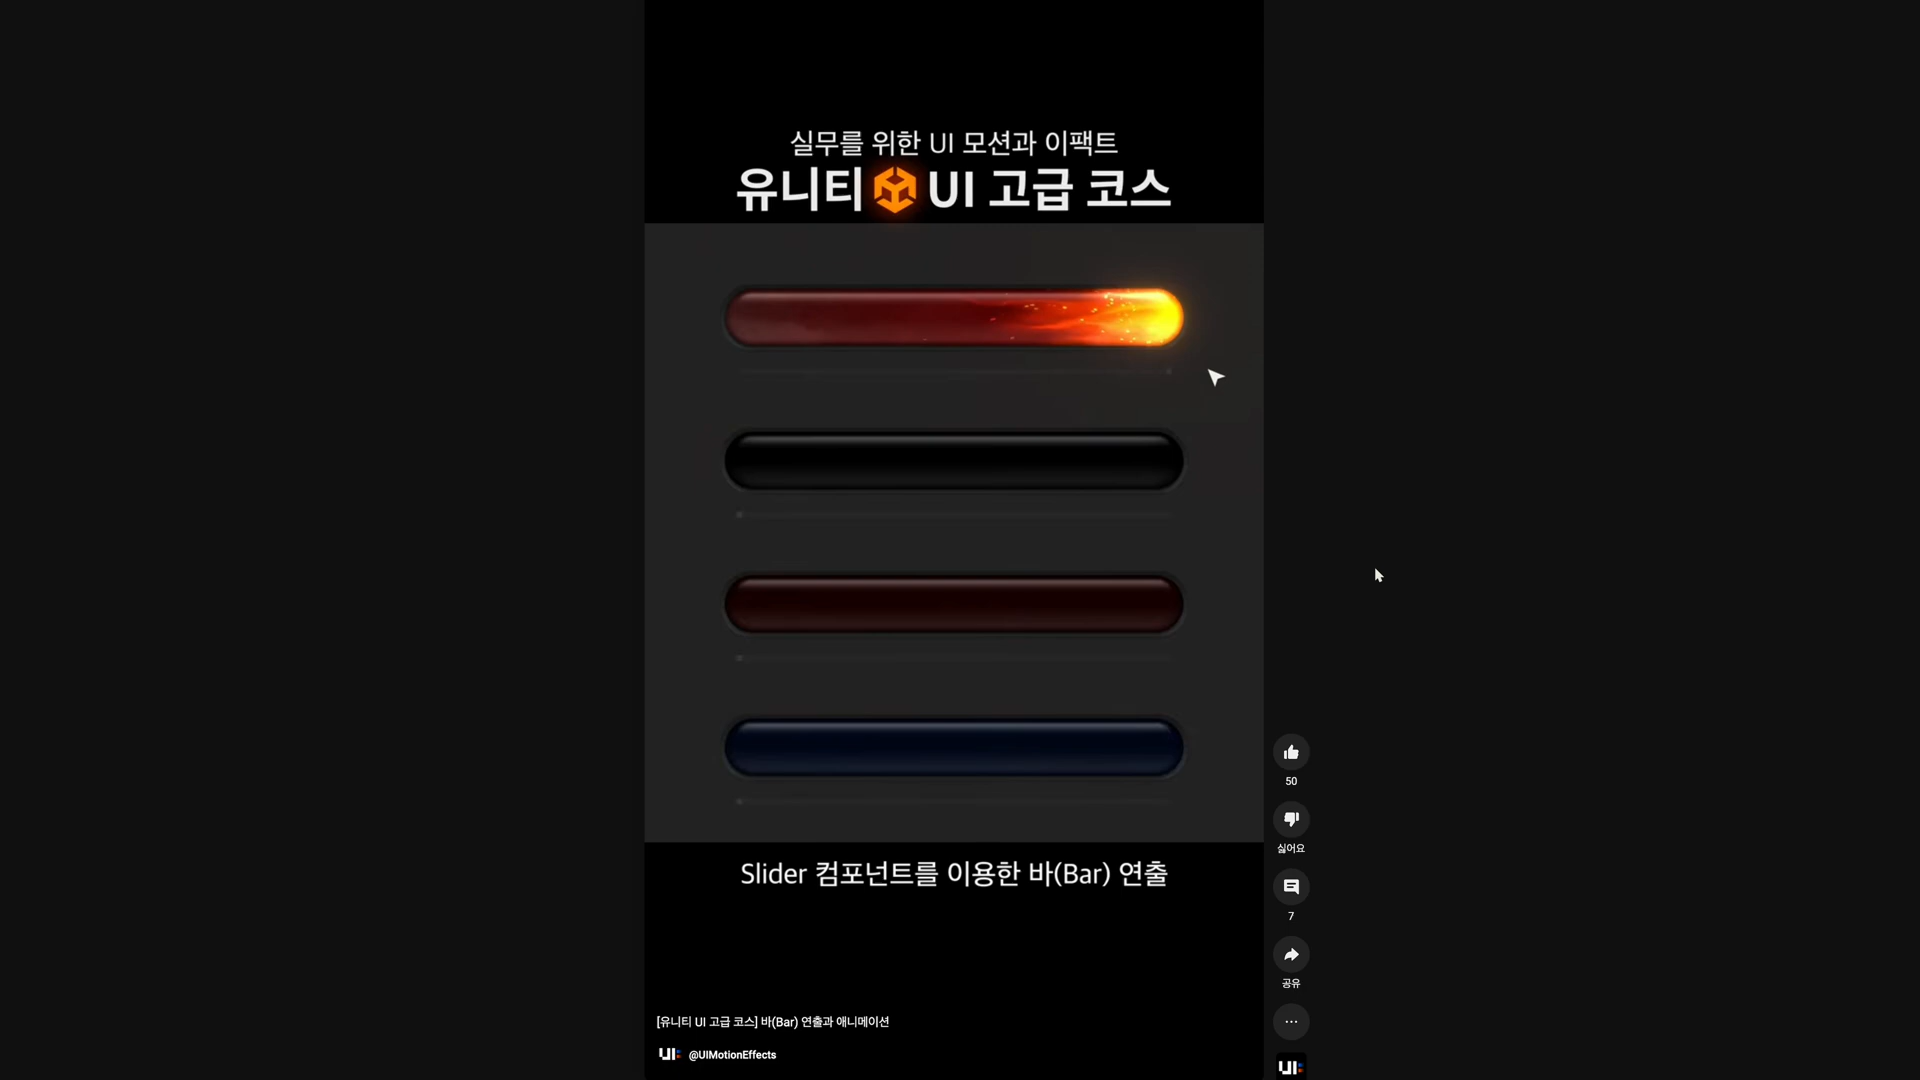 실무를 위한 UI 모션과 이팩트
유니티 UI 고급 코스
Slider 컴포넌트를 이용한 바(Bar) 연출
50
싫어요
7
공유
[유니티 UI 고급 코스] 바(Bar) 연출과 애니메이션
UI @UIMotionEffects
UI